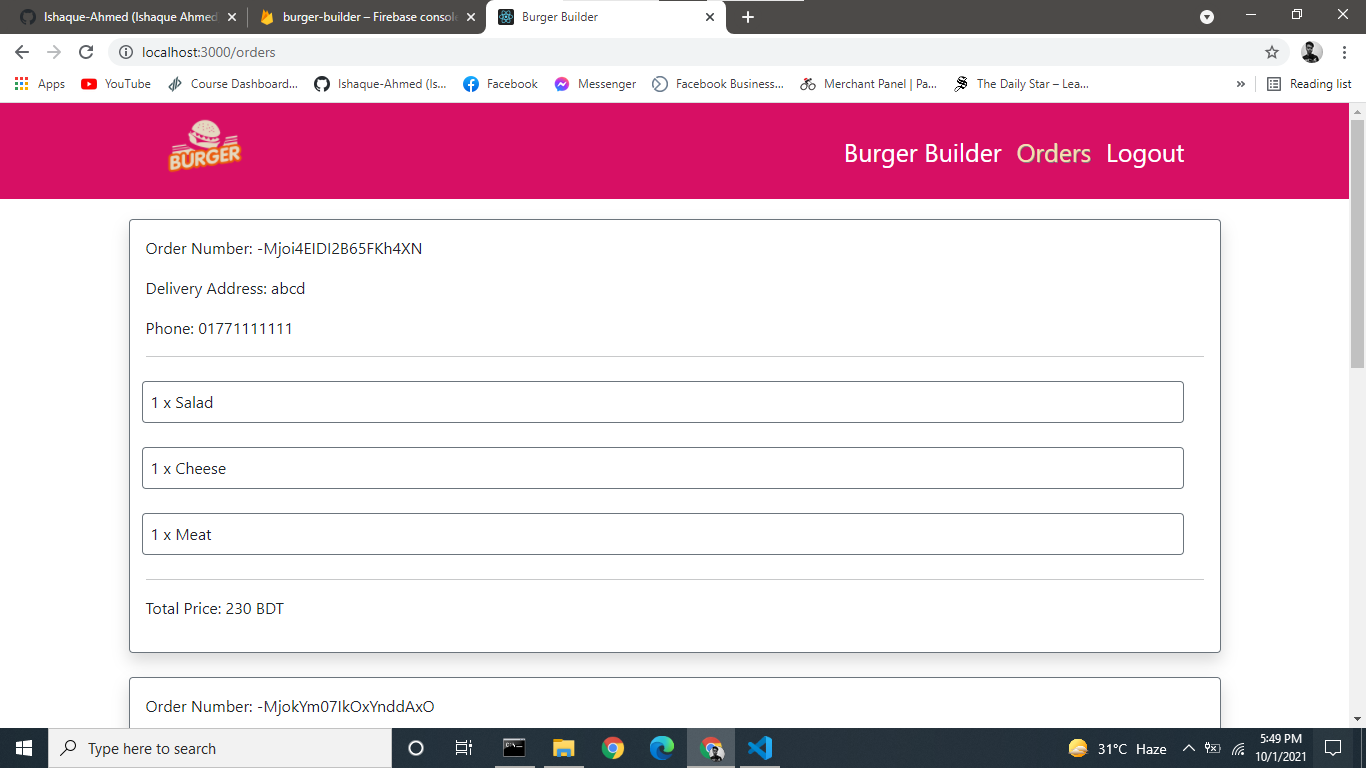 Ishaque-Ahmed (Ishaque Ahmed
burger-builder – Firebase console
Burger Builder
localhost:3000/orders
Apps
YouTube
Course Dashboard...
Ishaque-Ahmed (Is...
Facebook
Messenger
Facebook Business...
Merchant Panel | Pa...
The Daily Star – Lea...
»
Reading list
BURGER
Burger Builder
Orders
Logout
Order Number: -Mjoi4EIDI2B65FKh4XN
Delivery Address: abcd
Phone: 01771111111
1 x Salad
1 x Cheese
1 x Meat
Total Price: 230 BDT
Order Number: -MjokYm07IkOxYnddAxO
Type here to search
31°C Haze
5:49 PM
10/1/2021